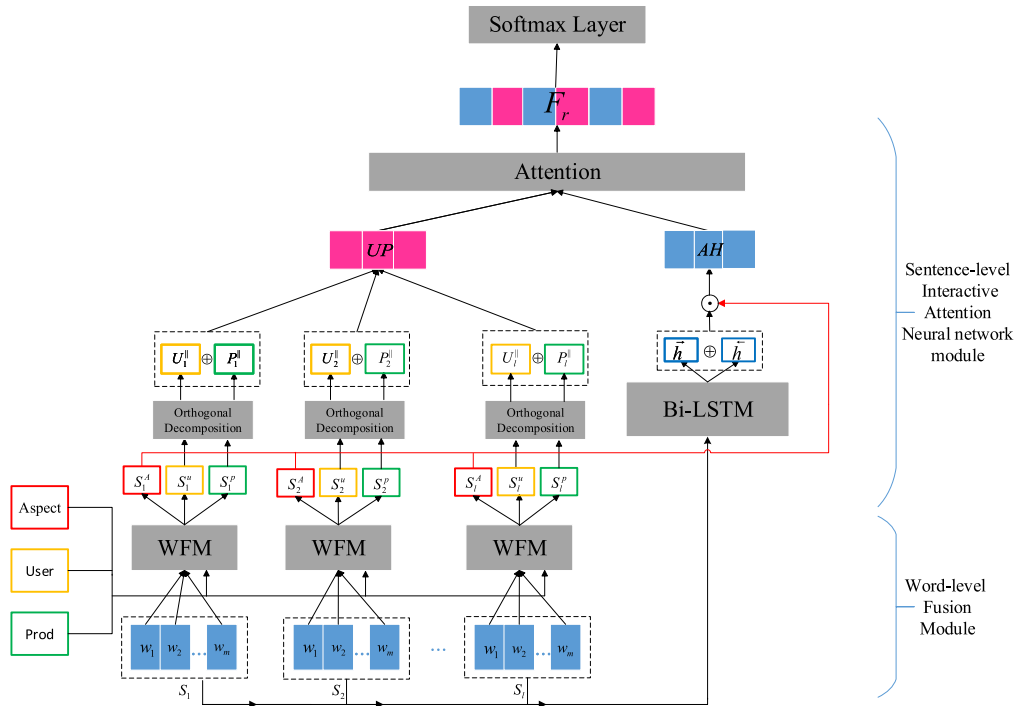 Softmax Layer
F_r
Attention
UP
AH
Sentence-level
Interactive
Attention
Neural network
module
U_1^∥ ⊕ P_1^∥
U_2^∥ ⊕ P_2^∥
U_l^∥ ⊕ P_l^∥
h→ ⊕ h←
Orthogonal
Decomposition
Orthogonal
Decomposition
Orthogonal
Decomposition
Bi-LSTM
S_1^A S_1^u S_1^p
S_2^A S_2^u S_2^p
S_l^A S_l^u S_l^p
Aspect
User
Prod
WFM
WFM
WFM
Word-level
Fusion
Module
w_1 w_2 ... w_m
...
w_1 w_2 ... w_m
...
w_1 w_2 ... w_m
S_1
S_2
S_l